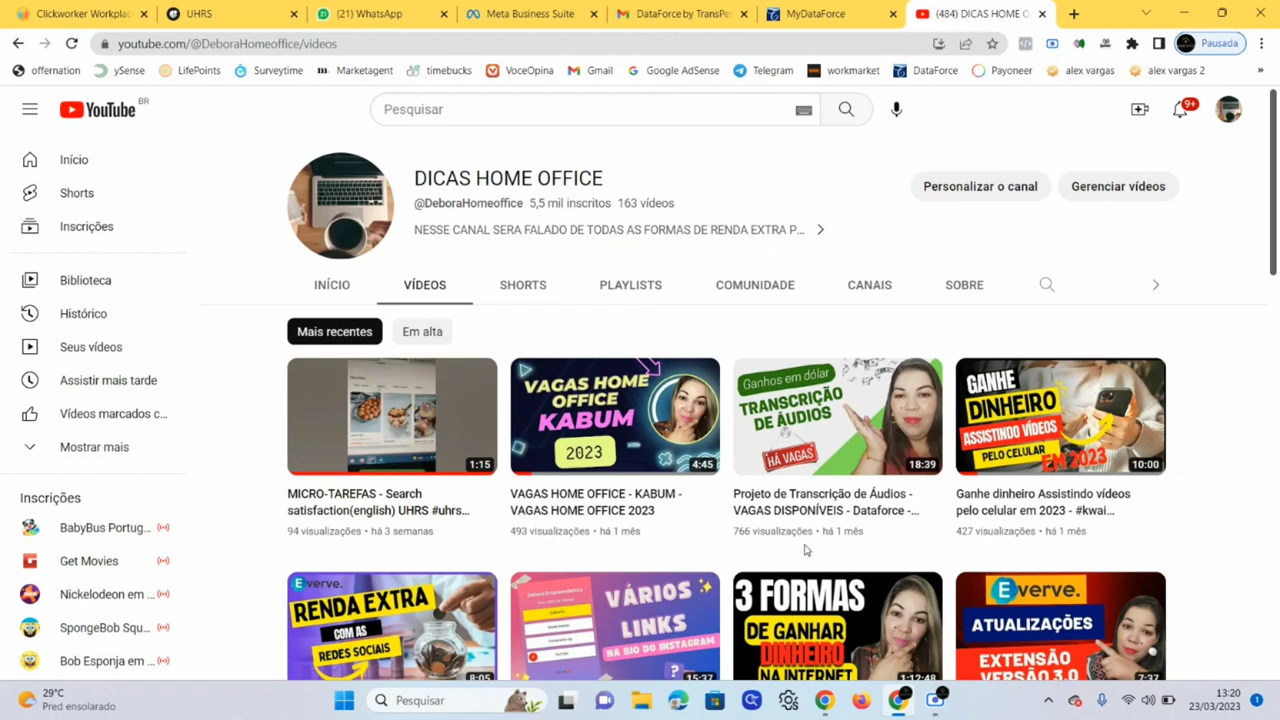 Clickworker Workplac
UHRS
(21) WhatsApp
Meta Business Suite
DataForce by TransPe
MyDataForce
(484) DICAS HOME O
youtube.com/@DeboraHomeoffice/videos
Pausada
offernation
ySense
LifePoints
Surveytime
Marketagent
timebucks
VoceOpina
Gmail
Google AdSense
Telegram
workmarket
DataForce
Payoneer
alex vargas
alex vargas 2
YouTube BR
Pesquisar
9+
Início
Shorts
Inscrições
Biblioteca
Histórico
Seus vídeos
Assistir mais tarde
Vídeos marcados c...
Mostrar mais
Inscrições
BabyBus Portug...
Get Movies
Nickelodeon em ...
SpongeBob Squ...
Bob Esponja em ...
DICAS HOME OFFICE
@DeboraHomeoffice 5,5 mil inscritos 163 vídeos
NESSE CANAL SERA FALADO DE TODAS AS FORMAS DE RENDA EXTRA P...
Personalizar o canal
Gerenciar vídeos
INÍCIO
VÍDEOS
SHORTS
PLAYLISTS
COMUNIDADE
CANAIS
SOBRE
Mais recentes
Em alta
1:15
MICRO-TAREFAS - Search
satisfaction(english) UHRS #uhrs...
94 visualizações • há 3 semanas
VAGAS HOME
OFFICE
KABUM
2023
4:45
VAGAS HOME OFFICE - KABUM -
VAGAS HOME OFFICE 2023
493 visualizações • há 1 mês
Ganhos em dólar
TRANSCRIÇÃO
DE ÁUDIOS
HÁ VAGAS
18:39
Projeto de Transcrição de Áudios -
VAGAS DISPONÍVEIS - Dataforce -...
766 visualizações • há 1 mês
GANHE
DINHEIRO
ASSISTINDO VÍDEOS
PELO CELULAR
EM 2023
10:00
Ganhe dinheiro Assistindo vídeos
pelo celular em 2023 - #kwai...
427 visualizações • há 1 mês
Everve.
RENDA EXTRA
COM AS
REDES SOCIAIS
8:05
VÁRIOS
LINKS
NA BIO DO INSTAGRAM
?
15:37
3 FORMAS
DE GANHAR
DINHEIRO
NA INTERNET
1:12:48
Everve.
ATUALIZAÇÕES
EXTENSÃO
VERSÃO 3.0
7:37
29°C
Pred ensolarado
Pesquisar
13:20
23/03/2023
1